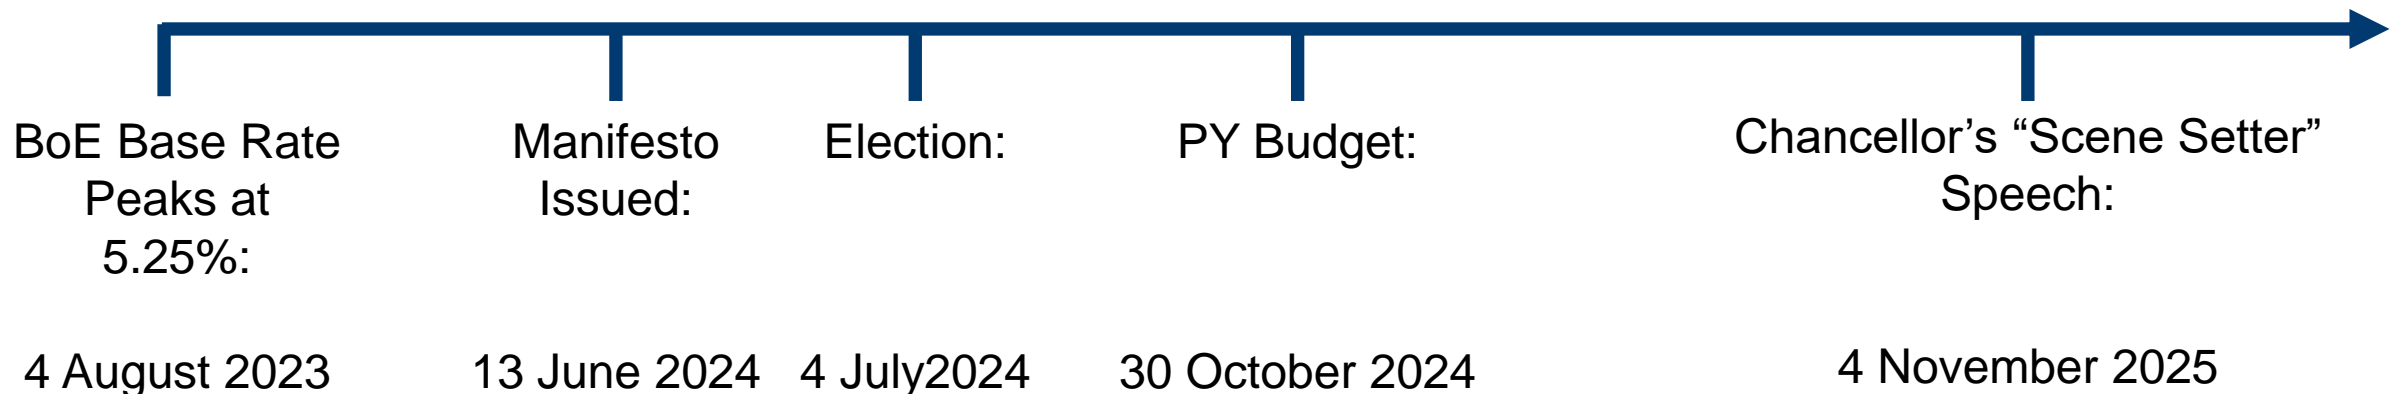 BoE Base Rate
Peaks at
5.25%:
4 August 2023
Manifesto
Issued:
13 June 2024
Election:
4 July2024
PY Budget:
30 October 2024
Chancellor’s “Scene Setter”
Speech:
4 November 2025